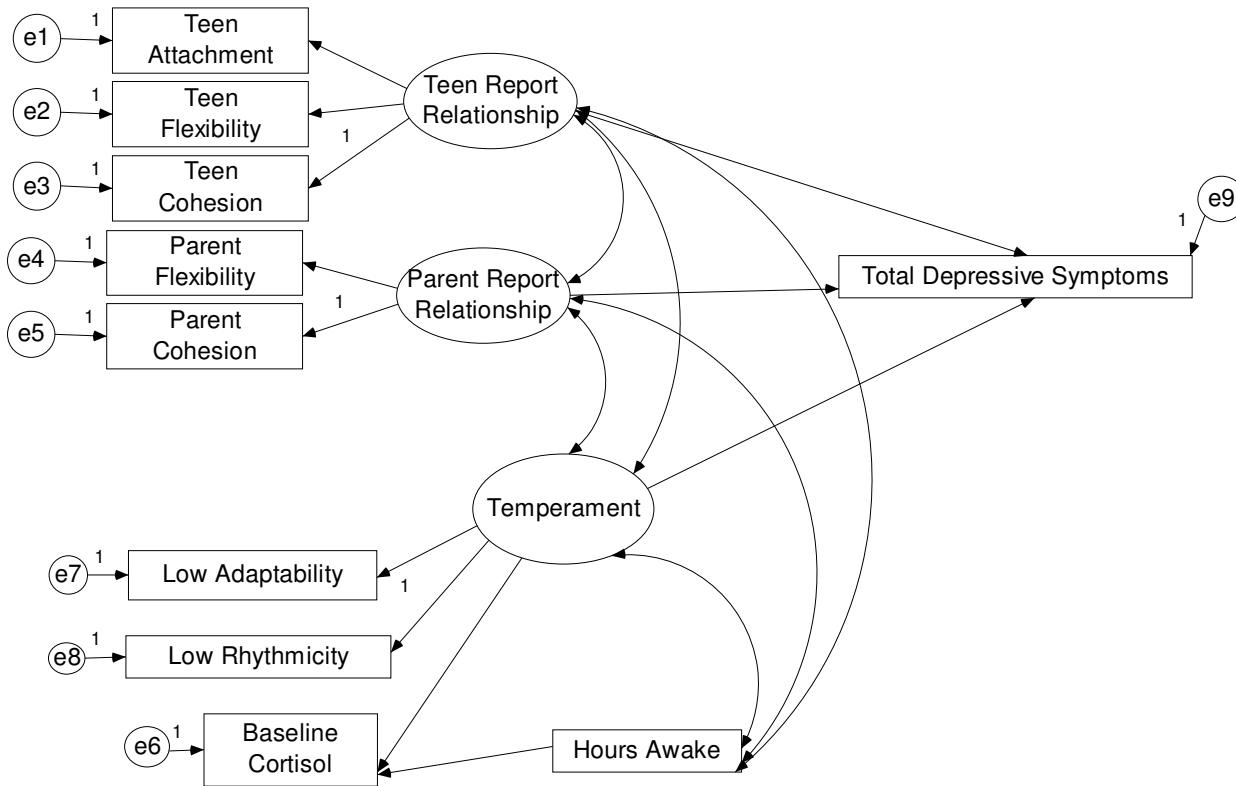 e1
1
Teen
Attachment
e2
1
Teen
Flexibility
e3
1
Teen
Cohesion
1
Teen Report
Relationship
e4
1
Parent
Flexibility
e5
1
Parent
Cohesion
1
Parent Report
Relationship
e9
1
Total Depressive Symptoms
Temperament
e7
1
Low Adaptability
1
e8
1
Low Rhythmicity
e6
1
Baseline
Cortisol
Hours Awake